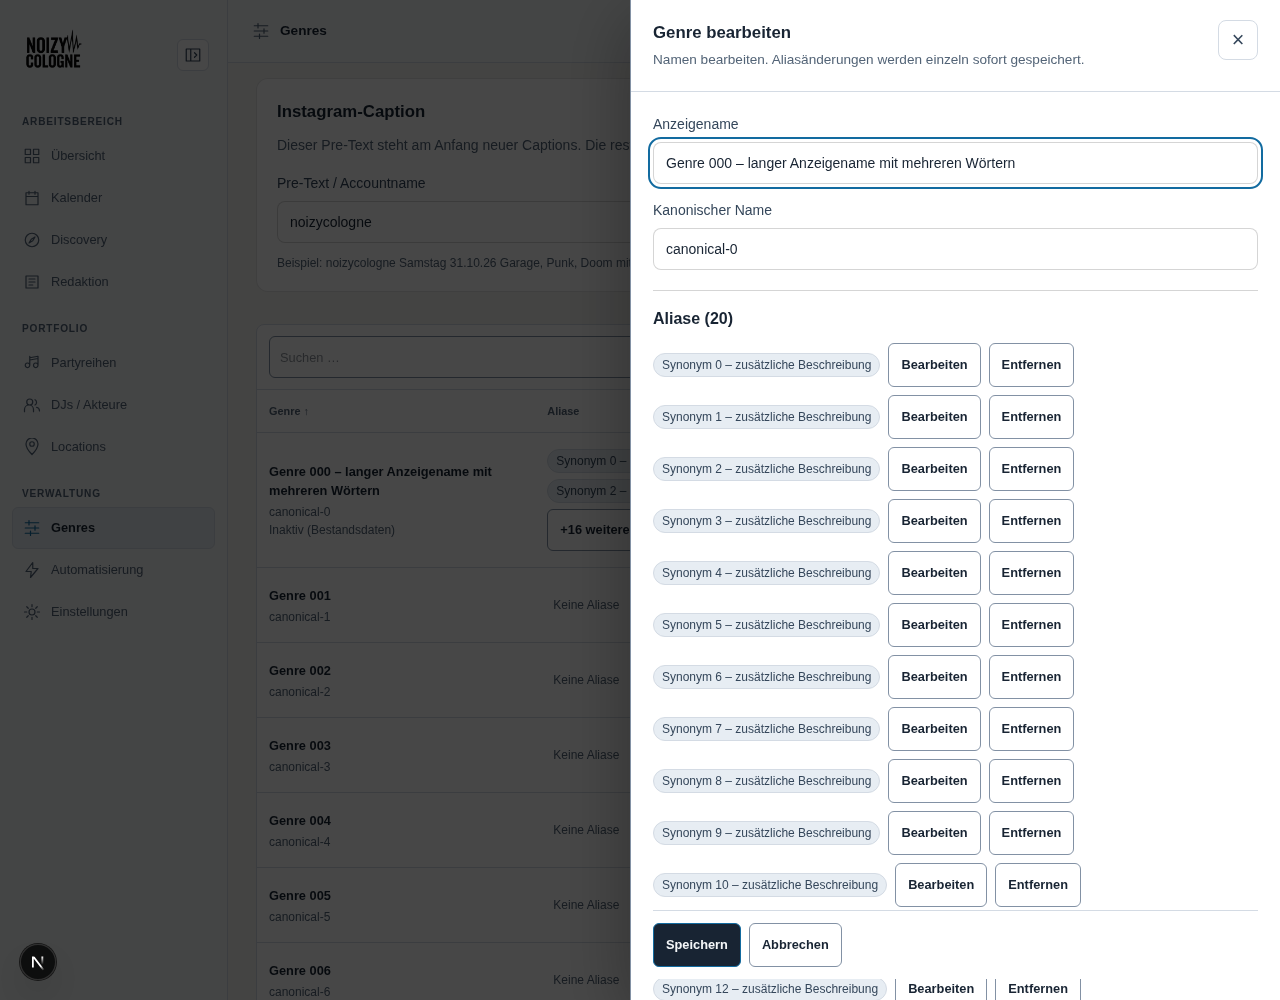 NOIZY
COLOGNE
ARBEITSBEREICH
Übersicht
Kalender
Discovery
Redaktion
PORTFOLIO
Partyreihen
DJs / Akteure
Locations
VERWALTUNG
Genres
Automatisierung
Einstellungen
N
Genres
Instagram-Caption
Dieser Pre-Text steht am Anfang neuer Captions. Die res
Pre-Text / Accountname
noizycologne
Beispiel: noizycologne Samstag 31.10.26 Garage, Punk, Doom mit
Suchen …
Genre ↑ Aliase
Genre 000 – langer Anzeigename mit
mehreren Wörtern
canonical-0
Inaktiv (Bestandsdaten)
Synonym 0 –
Synonym 2 –
+16 weitere
Genre 001
canonical-1
Keine Aliase
Genre 002
canonical-2
Keine Aliase
Genre 003
canonical-3
Keine Aliase
Genre 004
canonical-4
Keine Aliase
Genre 005
canonical-5
Keine Aliase
Genre 006
canonical-6
Keine Aliase
Genre bearbeiten
Namen bearbeiten. Aliasänderungen werden einzeln sofort gespeichert.
Anzeigename
Genre 000 – langer Anzeigename mit mehreren Wörtern
Kanonischer Name
canonical-0
Aliase (20)
Synonym 0 – zusätzliche Beschreibung Bearbeiten Entfernen
Synonym 1 – zusätzliche Beschreibung Bearbeiten Entfernen
Synonym 2 – zusätzliche Beschreibung Bearbeiten Entfernen
Synonym 3 – zusätzliche Beschreibung Bearbeiten Entfernen
Synonym 4 – zusätzliche Beschreibung Bearbeiten Entfernen
Synonym 5 – zusätzliche Beschreibung Bearbeiten Entfernen
Synonym 6 – zusätzliche Beschreibung Bearbeiten Entfernen
Synonym 7 – zusätzliche Beschreibung Bearbeiten Entfernen
Synonym 8 – zusätzliche Beschreibung Bearbeiten Entfernen
Synonym 9 – zusätzliche Beschreibung Bearbeiten Entfernen
Synonym 10 – zusätzliche Beschreibung Bearbeiten Entfernen
Speichern Abbrechen
Synonym 12 – zusätzliche Beschreibung Bearbeiten Entfernen